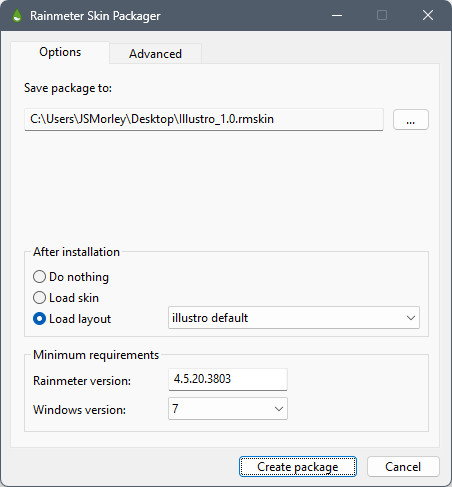 Rainmeter Skin Packager
Options
Advanced
Save package to:
C:\Users\JSMorley\Desktop\Illustro_1.0.rmskin
...
After installation
Do nothing
Load skin
Load layout
illustro default
Minimum requirements
Rainmeter version:
4.5.20.3803
Windows version:
7
Create package
Cancel